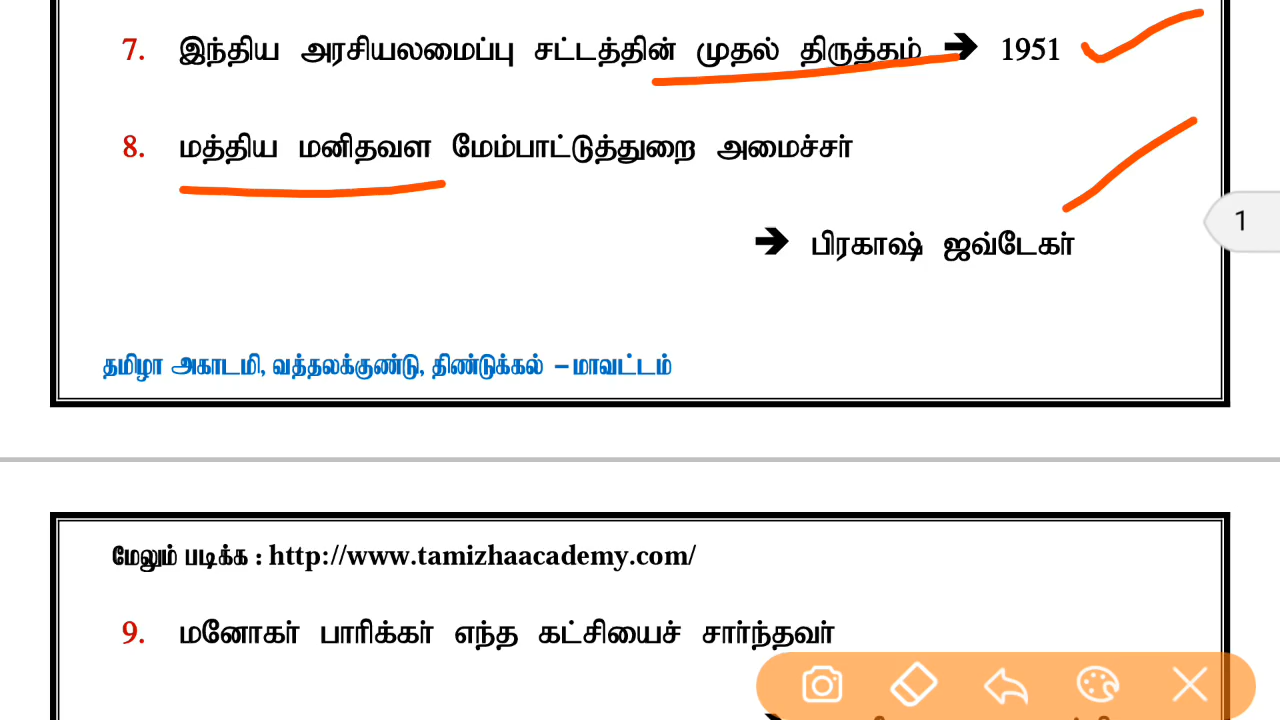 7. இந்திய அரசியலமைப்பு சட்டத்தின் முதல் திருத்தம் ➔ 1951
8. மத்திய மனிதவள மேம்பாட்டுத்துறை அமைச்சர்
➔ பிரகாஷ் ஜவ்டேகர்
1
தமிழா அகாடமி, வத்தலக்குண்டு, திண்டுக்கல் – மாவட்டம்
மேலும் படிக்க : http://www.tamizhaacademy.com/
9. மனோகர் பாரிக்கர் எந்த கட்சியைச் சார்ந்தவர்